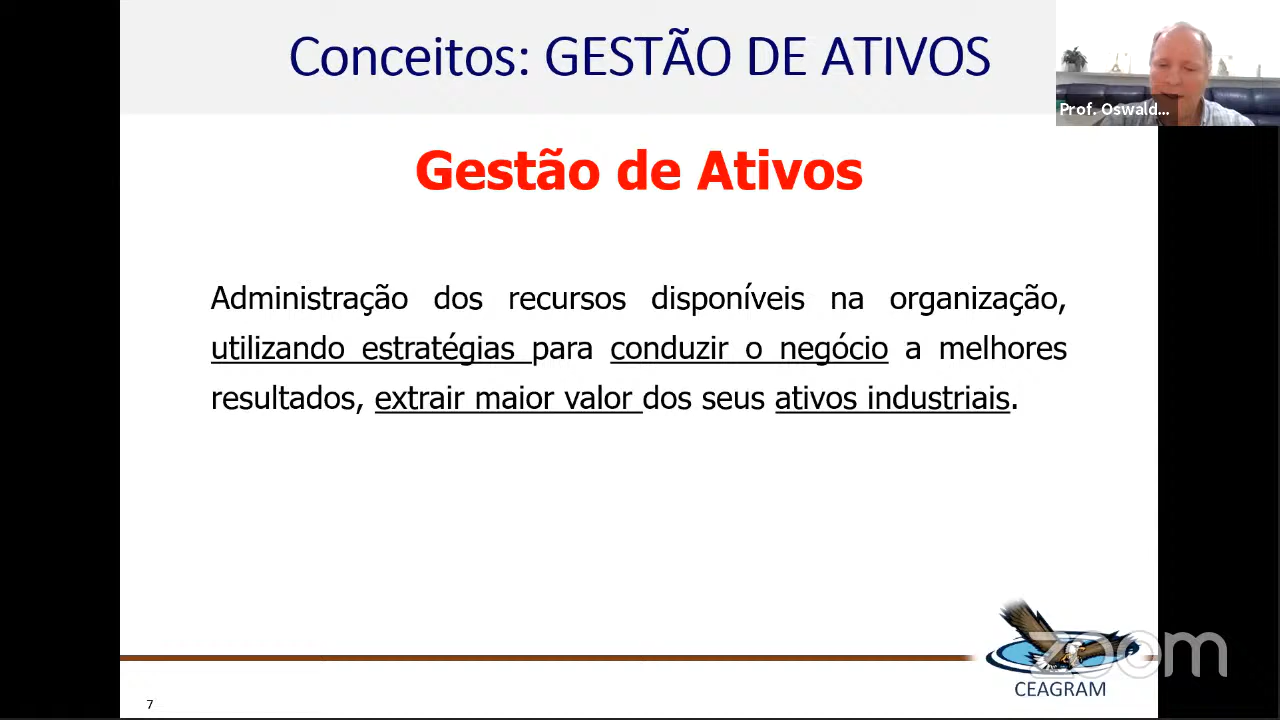 Conceitos: GESTÃO DE ATIVOS
Prof. Oswald...
Gestão de Ativos
Administração dos recursos disponíveis na organização,
utilizando estratégias para conduzir o negócio a melhores
resultados, extrair maior valor dos seus ativos industriais.
zoom
CEAGRAM
7